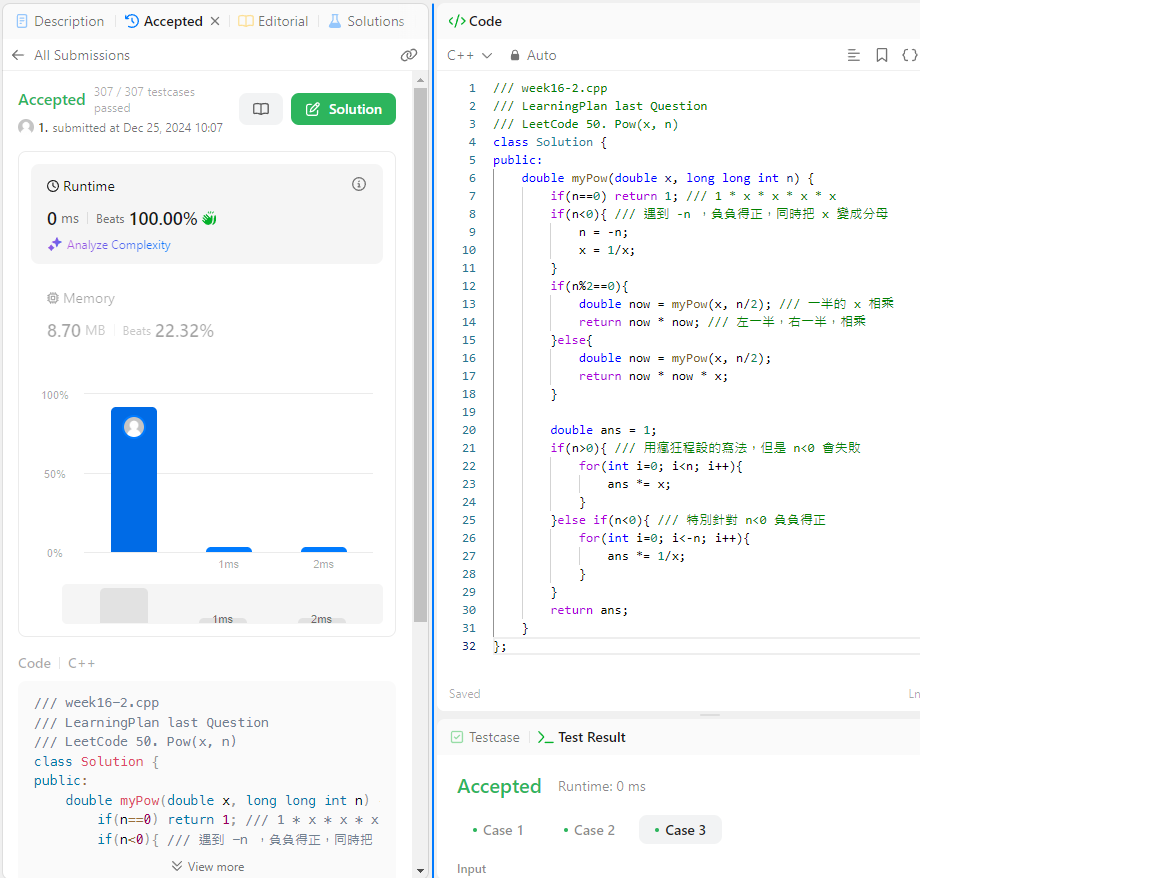 Description
Accepted
Editorial
Solutions
All Submissions
Accepted 307 / 307 testcases passed
1. submitted at Dec 25, 2024 10:07
Solution
Runtime
0 ms Beats 100.00%
Analyze Complexity
Memory
8.70 MB Beats 22.32%
100%
50%
0%
1ms
2ms
1ms
2ms
Code C++
/// week16-2.cpp
/// LearningPlan last Question
/// LeetCode 50. Pow(x, n)
class Solution {
public:
    double myPow(double x, long long int n)
        if(n==0) return 1; /// 1 * x * x * x
        if(n<0){ /// 遇到 -n ，負負得正，同時把
View more
Code
C++ Auto
1 /// week16-2.cpp
2 /// LearningPlan last Question
3 /// LeetCode 50. Pow(x, n)
4 class Solution {
5 public:
6     double myPow(double x, long long int n) {
7         if(n==0) return 1; /// 1 * x * x * x * x
8         if(n<0){ /// 遇到 -n ，負負得正，同時把 x 變成分母
9             n = -n;
10             x = 1/x;
11         }
12         if(n%2==0){
13             double now = myPow(x, n/2); /// 一半的 x 相乘
14             return now * now; /// 左一半，右一半，相乘
15         }else{
16             double now = myPow(x, n/2);
17             return now * now * x;
18         }
19
20         double ans = 1;
21         if(n>0){ /// 用瘋狂程設的寫法，但是 n<0 會失敗
22             for(int i=0; i<n; i++){
23                 ans *= x;
24             }
25         }else if(n<0){ /// 特別針對 n<0 負負得正
26             for(int i=0; i<-n; i++){
27                 ans *= 1/x;
28             }
29         }
30         return ans;
31     }
32 };
Saved
Ln
Testcase
Test Result
Accepted Runtime: 0 ms
Case 1
Case 2
Case 3
Input